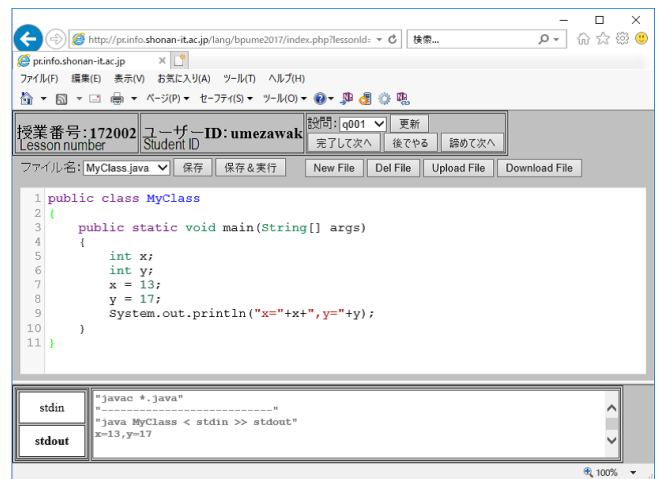 http://pr.info.shonan-it.ac.jp/lang/bpume2017/index.php?lessonId= 検索...
pr.info.shonan-it.ac.jp
ファイル(F) 編集(E) 表示(V) お気に入り(A) ツール(T) ヘルプ(H)
ページ(P) セーフティ(S) ツール(O)
授業番号:172002 ユーザーID:umezawak 設問: q001 更新
Lesson number Student ID 完了して次へ 後でやる 諦めて次へ
ファイル名: MyClass.java 保存 保存＆実行 New File Del File Upload File Download File
1 public class MyClass
2 {
3 public static void main(String[] args)
4 {
5 int x;
6 int y;
7 x = 13;
8 y = 17;
9 System.out.println("x="+x+",y="+y);
10 }
11 }
stdin
stdout
"javac *.java"
"---------------------------"
"java MyClass < stdin >> stdout"
x=13,y=17
100%